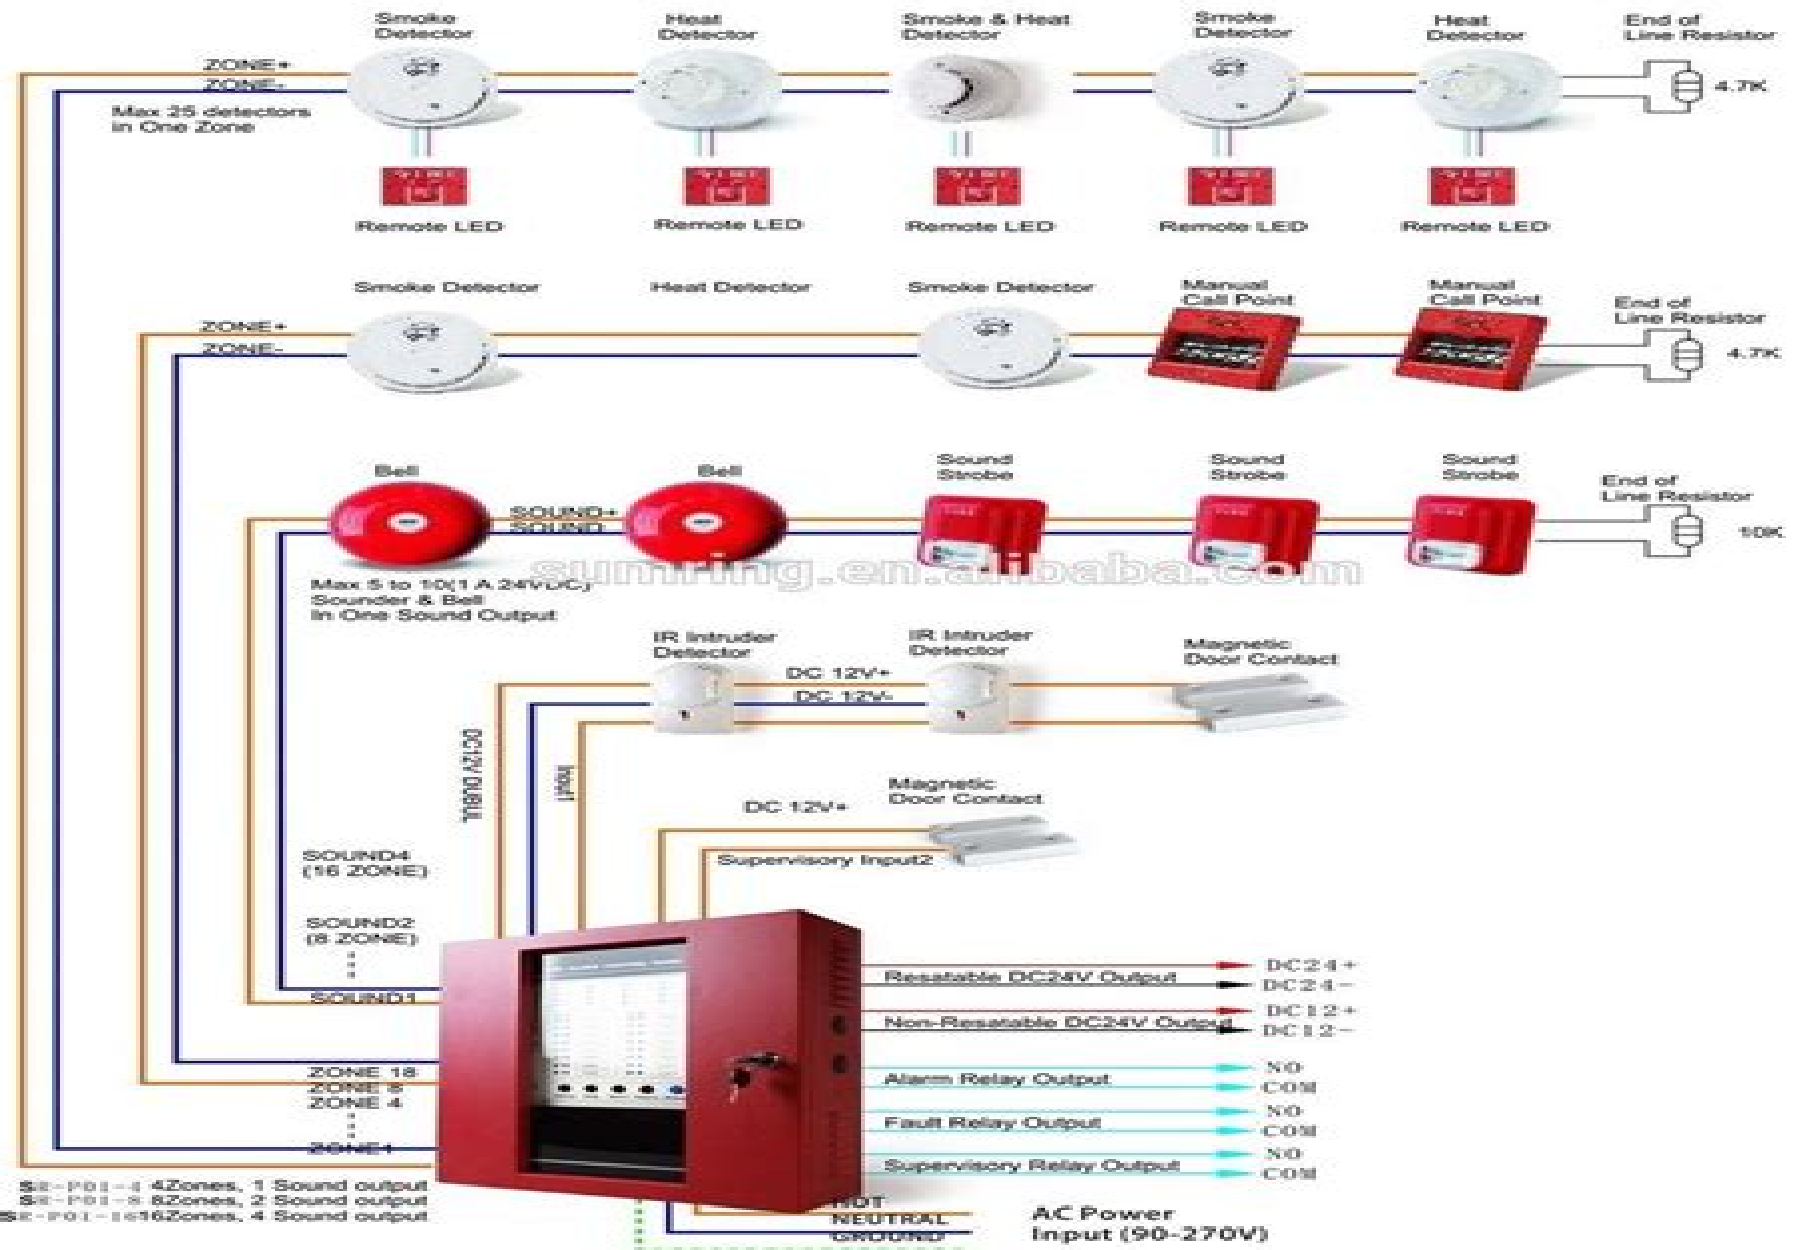 Smoke
Detector
Heat
Detector
Smoke & Heat
Detector
Smoke
Detector
Heat
Detector
End of
Line Resistor
ZONE+
ZONE-
4.7K
Max 25 detectors
in One Zone
Remote LED
Remote LED
Remote LED
Remote LED
Remote LED
Smoke Detector
Heat Detector
Smoke Detector
Manual
Call Point
Manual
Call Point
End of
Line Resistor
ZONE+
ZONE-
4.7K
Bell
Bell
Sound
Strobe
Sound
Strobe
Sound
Strobe
End of
Line Resistor
SOUND+
SOUND-
10K
sumring.en.alibaba.com
Max 5 to 10(1 A 24VDC)
Sounder & Bell
In One Sound Output
IR Intruder
Detector
IR Intruder
Detector
Magnetic
Door Contact
DC 12V+
DC 12V-
DC12V
Input1
Magnetic
Door Contact
DC 12V+
Supervisory Input2
SOUND4
(16 ZONE)
SOUND2
(8 ZONE)
SOUND1
Resatable DC24V Output
DC24+
DC24-
Non-Resatable DC24V Output
DC12+
DC12-
ZONE 18
ZONE 8
ZONE 4
ZONE1
Alarm Relay Output
NO
COM
Fault Relay Output
NO
COM
Supervisory Relay Output
NO
COM
4Zones, 1 Sound output
8Zones, 2 Sound output
16Zones, 4 Sound output
HOT
NEUTRAL
GROUND
AC Power
Input (90-270V)